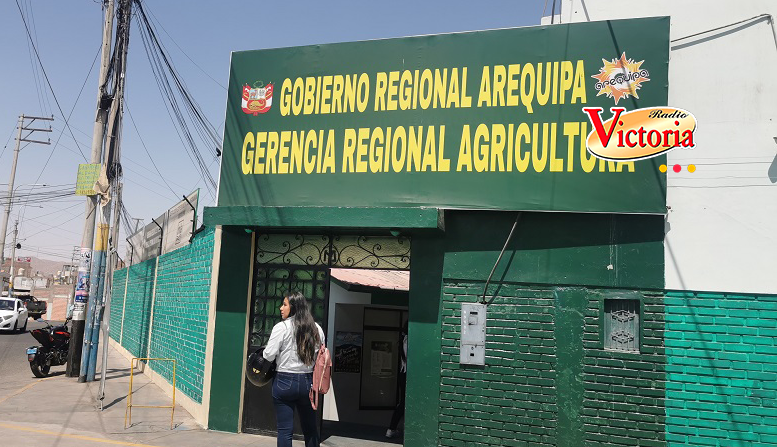 GOBIERNO REGIONAL AREQUIPA
arequipa
GERENCIA REGIONAL AGRICULTURA
Radio
Victoria